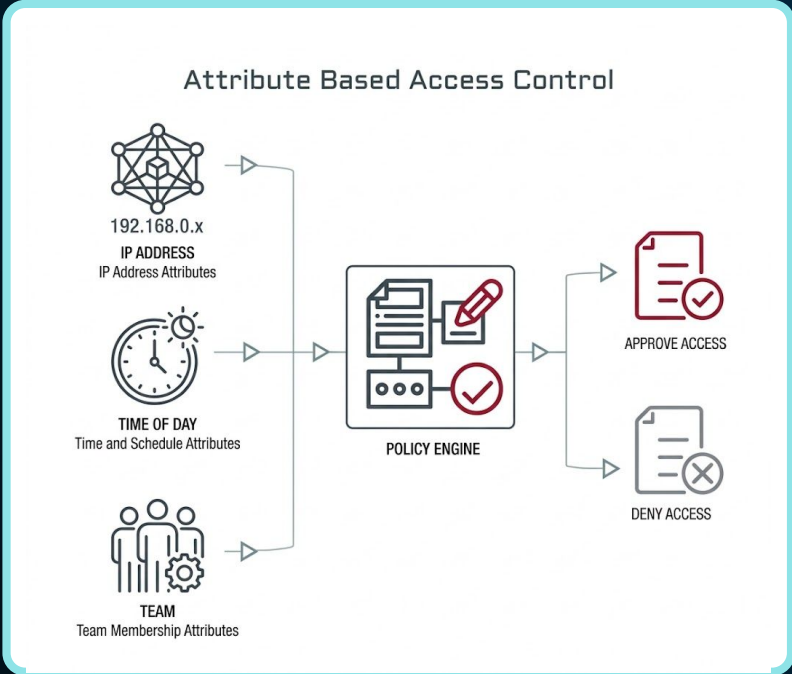 Attribute Based Access Control
192.168.0.x
IP ADDRESS
IP Address Attributes
TIME OF DAY
Time and Schedule Attributes
TEAM
Team Membership Attributes
POLICY ENGINE
APPROVE ACCESS
DENY ACCESS